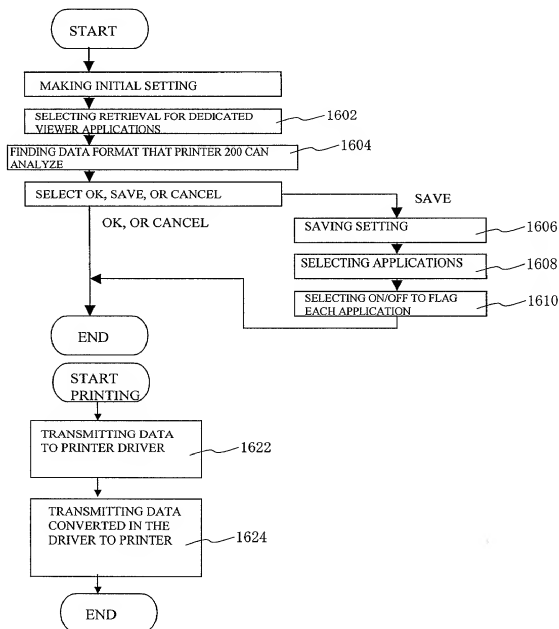 START
MAKING INITIAL SETTING
SELECTING RETRIEVAL FOR DEDICATED
VIEWER APPLICATIONS
1602
FINDING DATA FORMAT THAT PRINTER 200 CAN
ANALYZE
1604
SELECT OK, SAVE, OR CANCEL
SAVE
OK, OR CANCEL
SAVING SETTING
1606
SELECTING APPLICATIONS
1608
SELECTING ON/OFF TO FLAG
EACH APPLICATION
1610
END
START
PRINTING
TRANSMITTING DATA
TO PRINTER DRIVER
1622
TRANSMITTING DATA
CONVERTED IN THE
DRIVER TO PRINTER
1624
END